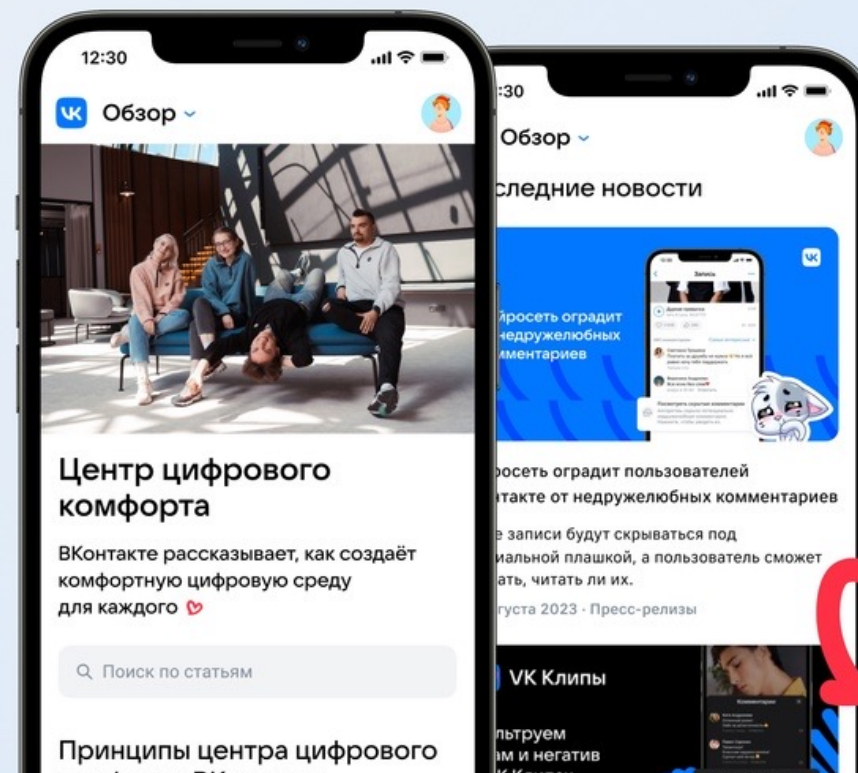 12:30
VK Обзор
Центр цифрового
комфорта
ВКонтакте рассказывает, как создаёт
комфортную цифровую среду
для каждого
Поиск по статьям
Принципы центра цифрового
:30
Обзор
следние новости
йросеть оградит
недружелюбных
мментариев
Запись
росеть оградит пользователей
нтакте от недружелюбных комментариев
е записи будут скрываться под
иальной плашкой, а пользователь сможет
ать, читать ли их.
густа 2023 · Пресс-релизы
VK Клипы
Комментарии
льтруем
ам и негатив